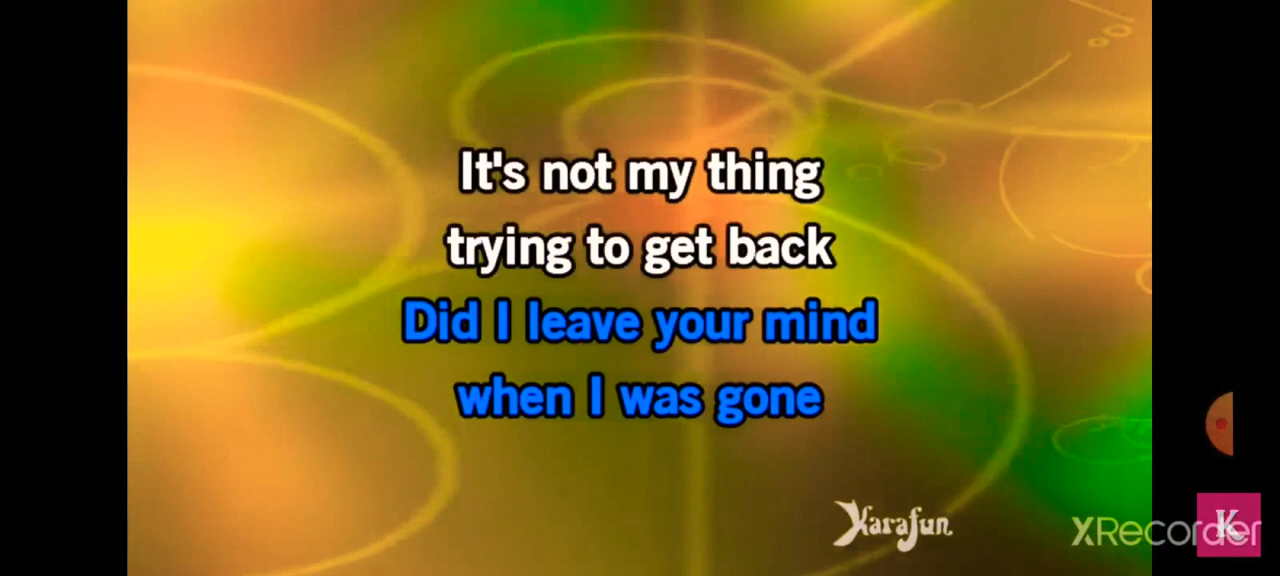 It's not my thing
trying to get back
Did I leave your mind
when I was gone
Karafun
XRecorder
K